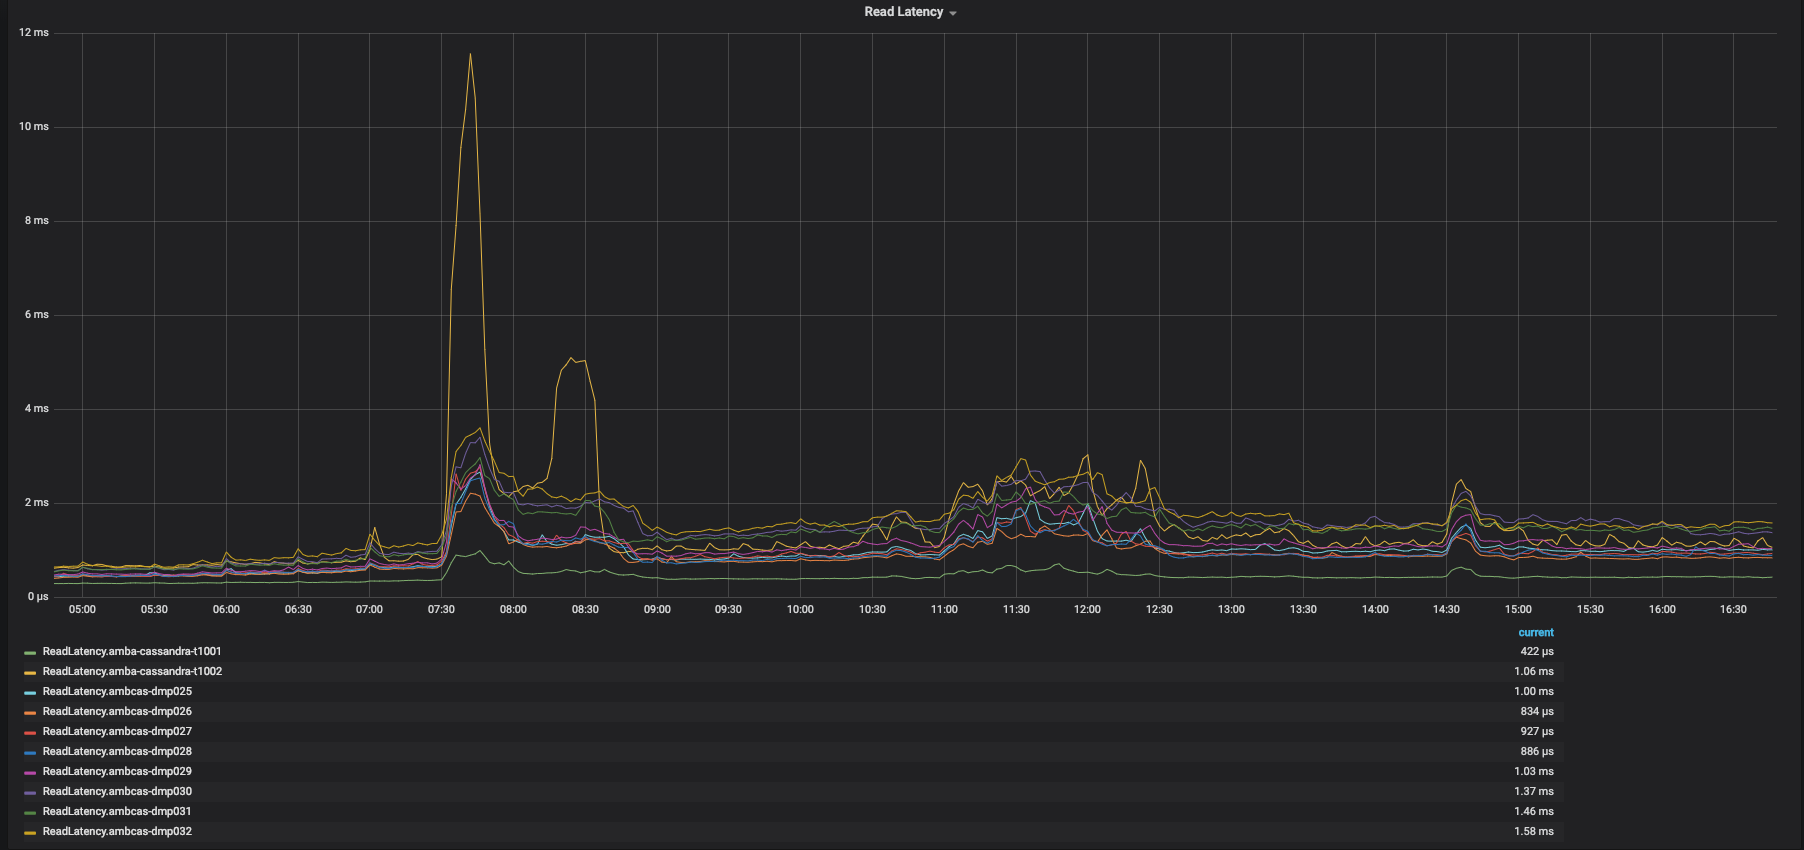 Read Latency
12 ms
10 ms
8 ms
6 ms
4 ms
2 ms
0 µs
05:00 05:30 06:00 06:30 07:00 07:30 08:00 08:30 09:00 09:30 10:00 10:30 11:00 11:30 12:00 12:30 13:00 13:30 14:00 14:30 15:00 15:30 16:00 16:30
current
ReadLatency.amba-cassandra-t1001 422 µs
ReadLatency.amba-cassandra-t1002 1.06 ms
ReadLatency.ambcas-dmp025 1.00 ms
ReadLatency.ambcas-dmp026 834 µs
ReadLatency.ambcas-dmp027 927 µs
ReadLatency.ambcas-dmp028 886 µs
ReadLatency.ambcas-dmp029 1.03 ms
ReadLatency.ambcas-dmp030 1.37 ms
ReadLatency.ambcas-dmp031 1.46 ms
ReadLatency.ambcas-dmp032 1.58 ms